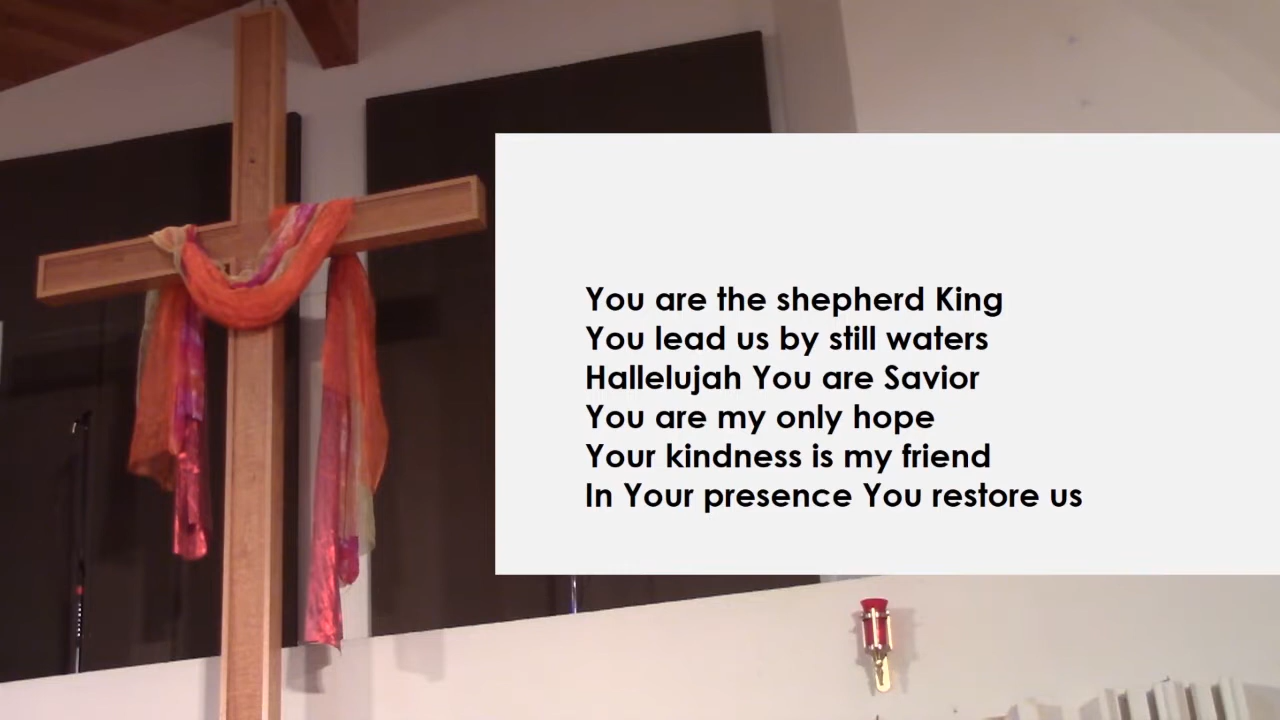 You are the shepherd King
You lead us by still waters
Hallelujah You are Savior
You are my only hope
Your kindness is my friend
In Your presence You restore us